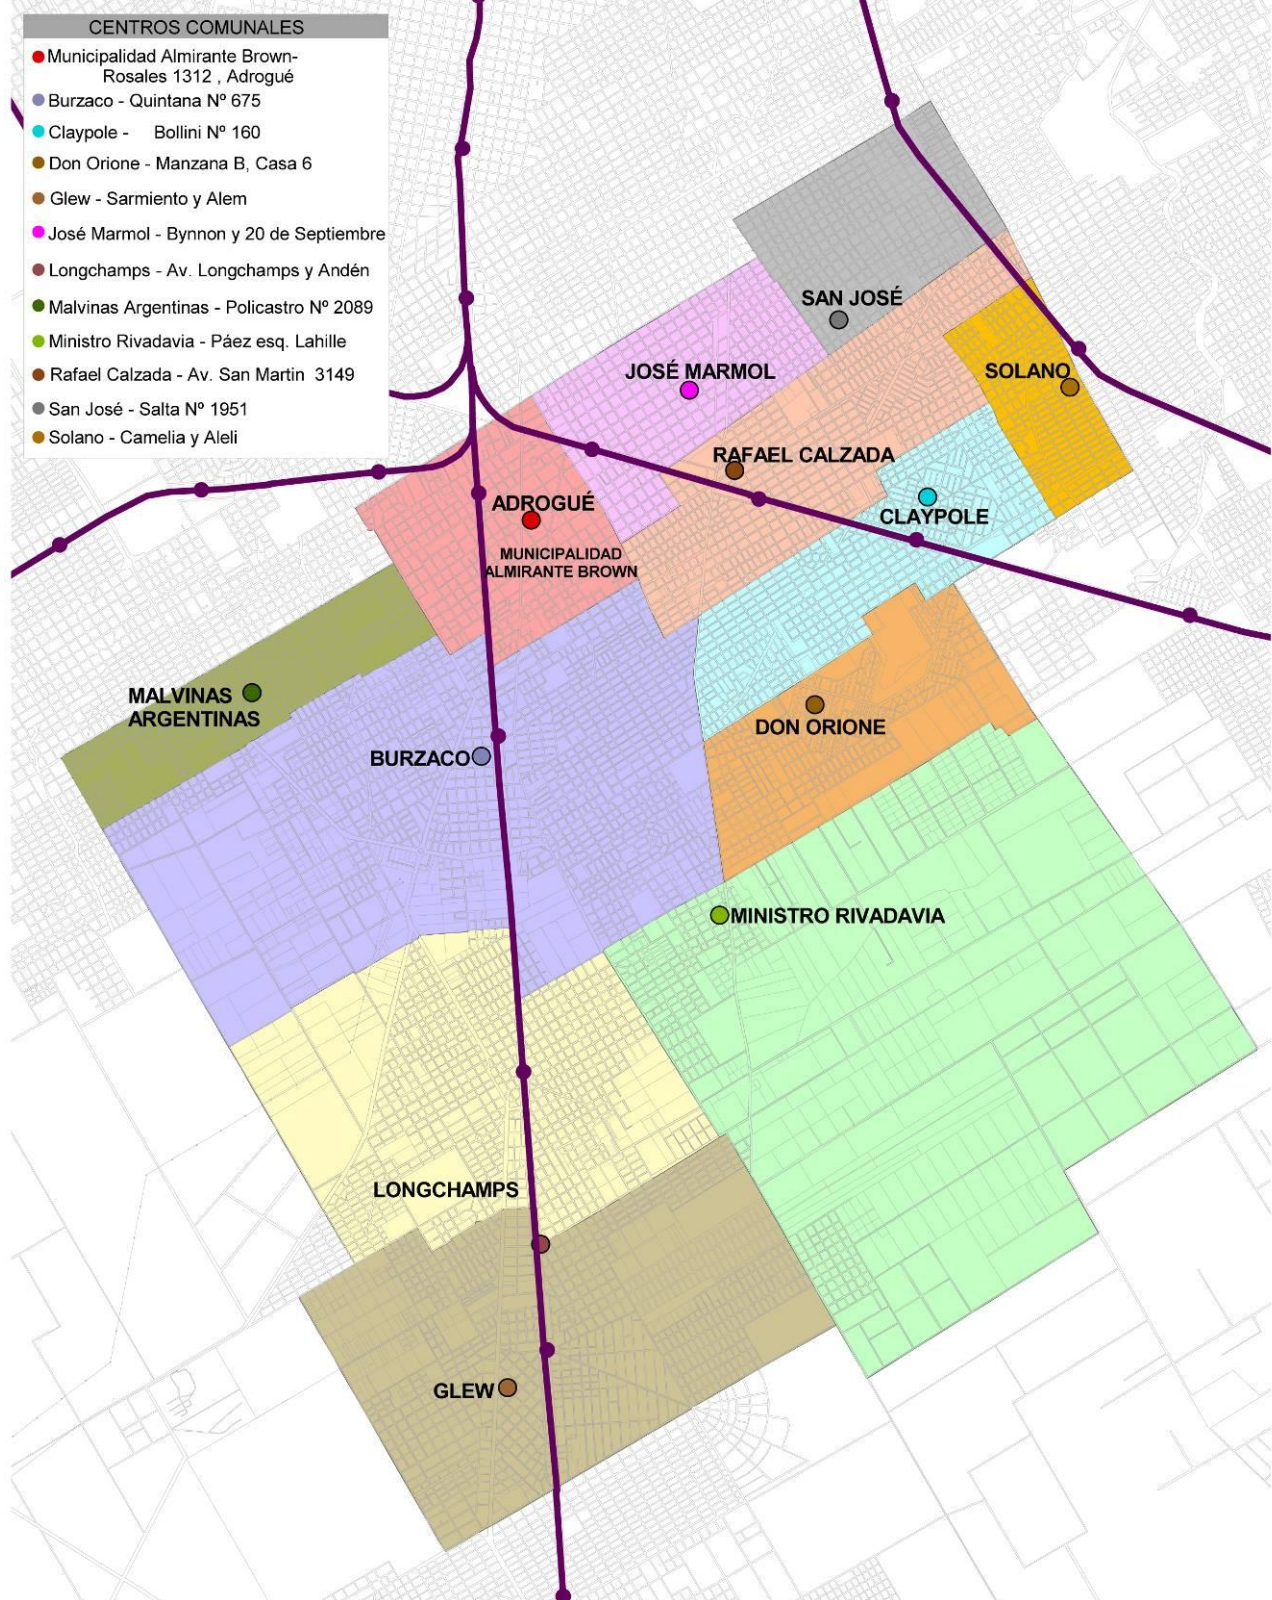 CENTROS COMUNALES
Municipalidad Almirante Brown-
Rosales 1312 , Adrogué
Burzaco - Quintana Nº 675
Claypole - Bollini Nº 160
Don Orione - Manzana B, Casa 6
Glew - Sarmiento y Alem
José Marmol - Bynnon y 20 de Septiembre
Longchamps - Av. Longchamps y Andén
Malvinas Argentinas - Policastro Nº 2089
Ministro Rivadavia - Páez esq. Lahille
Rafael Calzada - Av. San Martin 3149
San José - Salta Nº 1951
Solano - Camelia y Aleli
SAN JOSÉ
JOSÉ MARMOL
SOLANO
RAFAEL CALZADA
ADROGUÉ
CLAYPOLE
MUNICIPALIDAD
ALMIRANTE BROWN
MALVINAS
ARGENTINAS
DON ORIONE
BURZACO
MINISTRO RIVADAVIA
LONGCHAMPS
GLEW